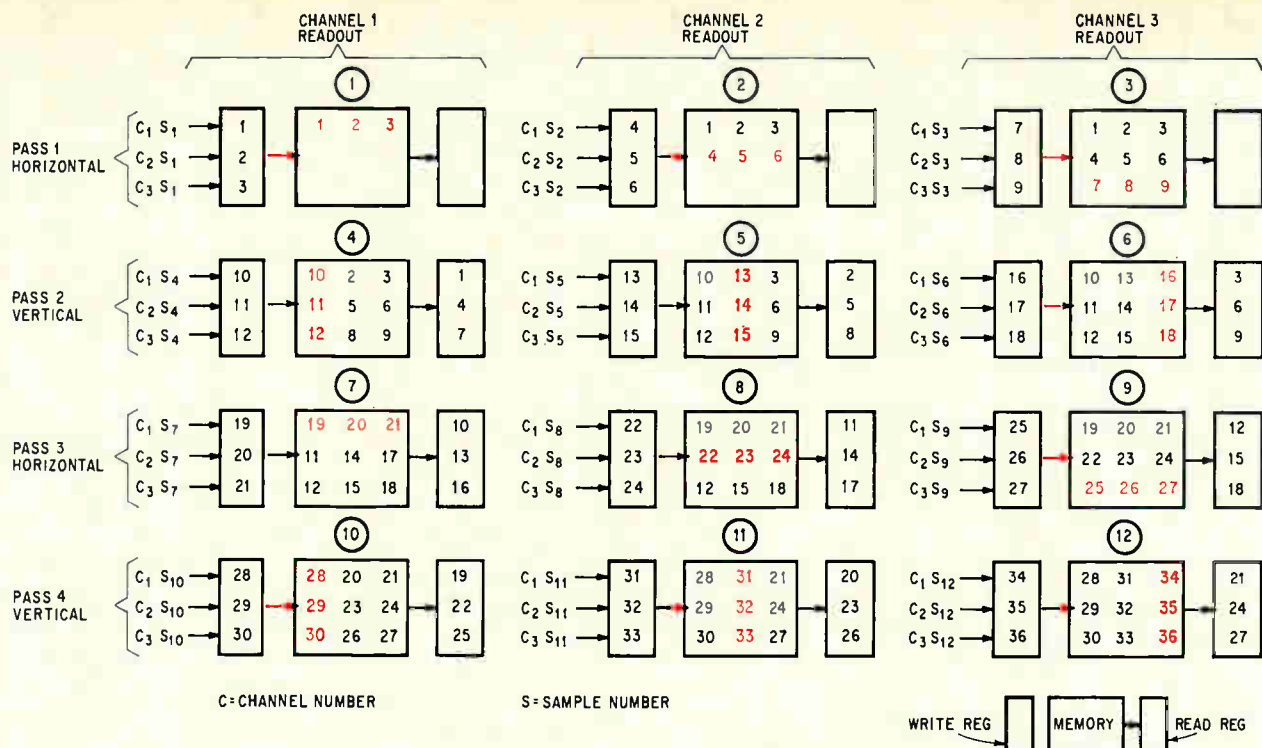 CHANNEL 1 READOUT
CHANNEL 2 READOUT
CHANNEL 3 READOUT
1
2
3
PASS 1 HORIZONTAL
C₁ S₁ 1 1 2 3
C₂ S₁ 2
C₃ S₁ 3
C₁ S₂ 4 1 2 3
C₂ S₂ 5 4 5 6
C₃ S₂ 6
C₁ S₃ 7 1 2 3
C₂ S₃ 8 4 5 6
C₃ S₃ 9 7 8 9
4
5
6
PASS 2 VERTICAL
C₁ S₄ 10 10 2 3 1
C₂ S₄ 11 11 5 6 4
C₃ S₄ 12 12 8 9 7
C₁ S₅ 13 10 13 3 2
C₂ S₅ 14 11 14 6 5
C₃ S₅ 15 12 15 9 8
C₁ S₆ 16 10 13 16 3
C₂ S₆ 17 11 14 17 6
C₃ S₆ 18 12 15 18 9
7
8
9
PASS 3 HORIZONTAL
C₁ S₇ 19 19 20 21 10
C₂ S₇ 20 11 14 17 13
C₃ S₇ 21 12 15 18 16
C₁ S₈ 22 19 20 21 11
C₂ S₈ 23 22 23 24 14
C₃ S₈ 24 12 15 18 17
C₁ S₉ 25 19 20 21 12
C₂ S₉ 26 22 23 24 15
C₃ S₉ 27 25 26 27 18
10
11
12
PASS 4 VERTICAL
C₁ S₁₀ 28 28 20 21 19
C₂ S₁₀ 29 29 23 24 22
C₃ S₁₀ 30 30 26 27 25
C₁ S₁₁ 31 28 31 21 20
C₂ S₁₁ 32 29 32 24 23
C₃ S₁₁ 33 30 33 27 26
C₁ S₁₂ 34 28 31 34 21
C₂ S₁₂ 35 29 32 35 24
C₃ S₁₂ 36 30 33 36 27
C=CHANNEL NUMBER
S=SAMPLE NUMBER
WRITE REG MEMORY READ REG